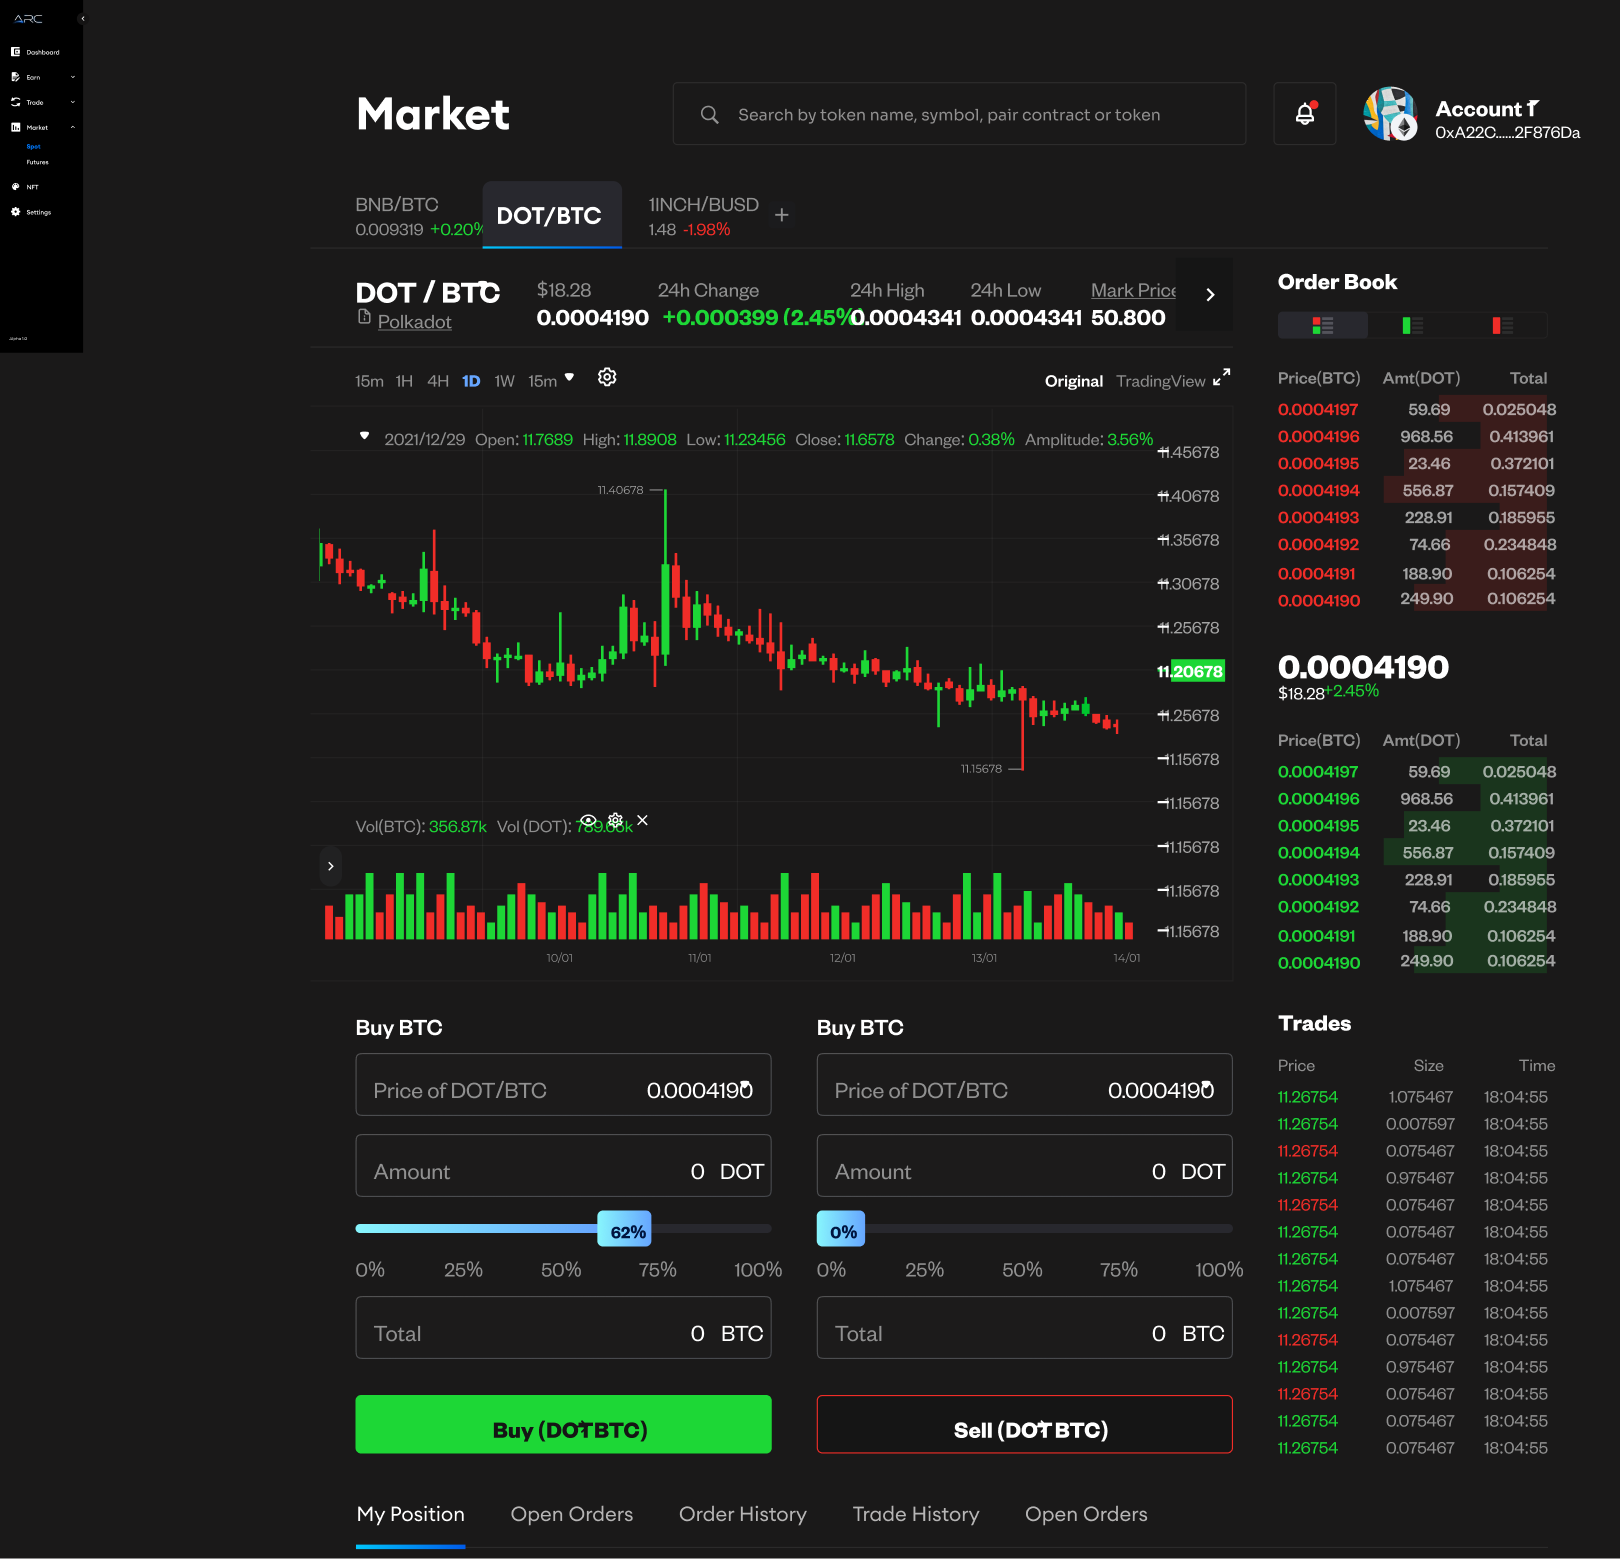 ARC
Dashboard
Earn
Trade
Market
Spot
Futures
NFT
Settings
Alpha 1.0
Market
Search by token name, symbol, pair contract or token
Account 1
0xA22C......2F876Da
BNB/BTC
0.009319 +0.20%
DOT/BTC
1INCH/BUSD
1.48 -1.98%
DOT / BTC
Polkadot
$18.28
0.0004190
24h Change
+0.000399 (2.45%)
24h High
0.0004341
24h Low
0.0004341
Mark Price
50.800
15m 1H 4H 1D 1W 15m
Original TradingView
2021/12/29 Open: 11.7689 High: 11.8908 Low: 11.23456 Close: 11.6578 Change: 0.38% Amplitude: 3.56%
11.45678
11.40678
11.40678
11.35678
11.30678
11.25678
11.20678
11.25678
11.15678
11.15678
11.15678
11.15678
11.15678
11.15678
Vol(BTC): 356.87k Vol (DOT):
10/01 11/01 12/01 13/01 14/01
Order Book
Price(BTC) Amt(DOT) Total
0.0004197 59.69 0.025048
0.0004196 968.56 0.413961
0.0004195 23.46 0.372101
0.0004194 556.87 0.157409
0.0004193 228.91 0.185955
0.0004192 74.66 0.234848
0.0004191 188.90 0.106254
0.0004190 249.90 0.106254
0.0004190
$18.28 +2.45%
Price(BTC) Amt(DOT) Total
0.0004197 59.69 0.025048
0.0004196 968.56 0.413961
0.0004195 23.46 0.372101
0.0004194 556.87 0.157409
0.0004193 228.91 0.185955
0.0004192 74.66 0.234848
0.0004191 188.90 0.106254
0.0004190 249.90 0.106254
Trades
Price Size Time
11.26754 1.075467 18:04:55
11.26754 0.007597 18:04:55
11.26754 0.075467 18:04:55
11.26754 0.975467 18:04:55
11.26754 0.075467 18:04:55
11.26754 0.075467 18:04:55
11.26754 0.075467 18:04:55
11.26754 1.075467 18:04:55
11.26754 0.007597 18:04:55
11.26754 0.075467 18:04:55
11.26754 0.975467 18:04:55
11.26754 0.075467 18:04:55
11.26754 0.075467 18:04:55
11.26754 0.075467 18:04:55
Buy BTC
Price of DOT/BTC 0.0004190
Amount 0 DOT
62%
0% 25% 50% 75% 100%
Total 0 BTC
Buy (DOT BTC)
Buy BTC
Price of DOT/BTC 0.0004190
Amount 0 DOT
0%
0% 25% 50% 75% 100%
Total 0 BTC
Sell (DOT BTC)
My Position Open Orders Order History Trade History Open Orders